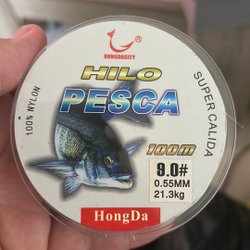 HONGDACITY
HILO
PESCA
100% NYLON
SUPER CALIDA
100m
9.0#
0.55MM
21.3kg
HongDa